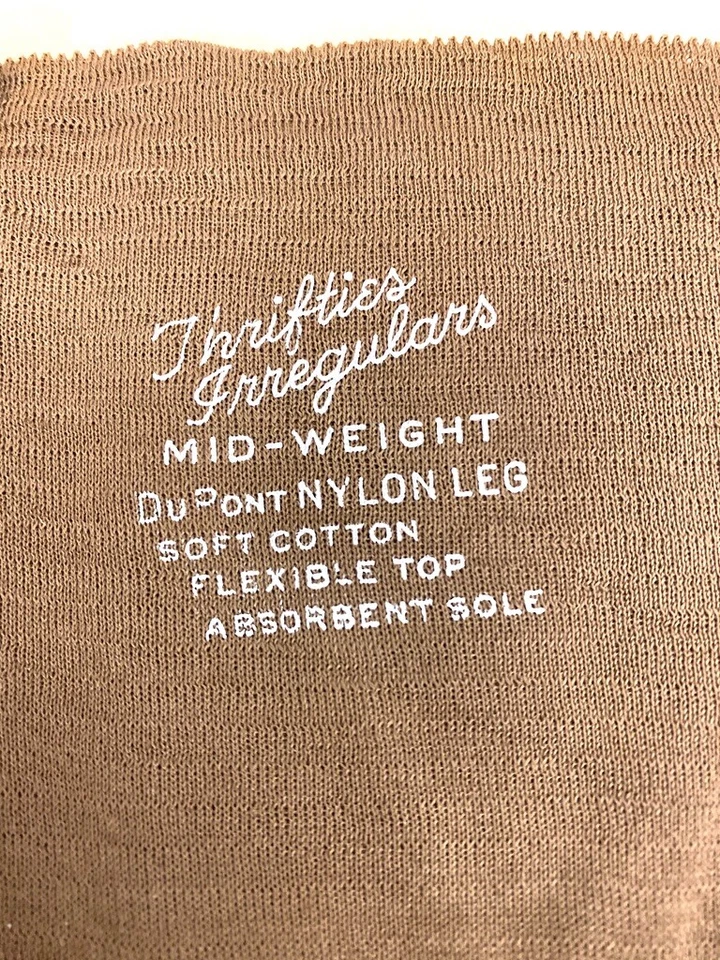 Thrifties
Irregulars
MID-WEIGHT
DuPONT NYLON LEG
SOFT COTTON
FLEXIBLE TOP
ABSORBENT SOLE